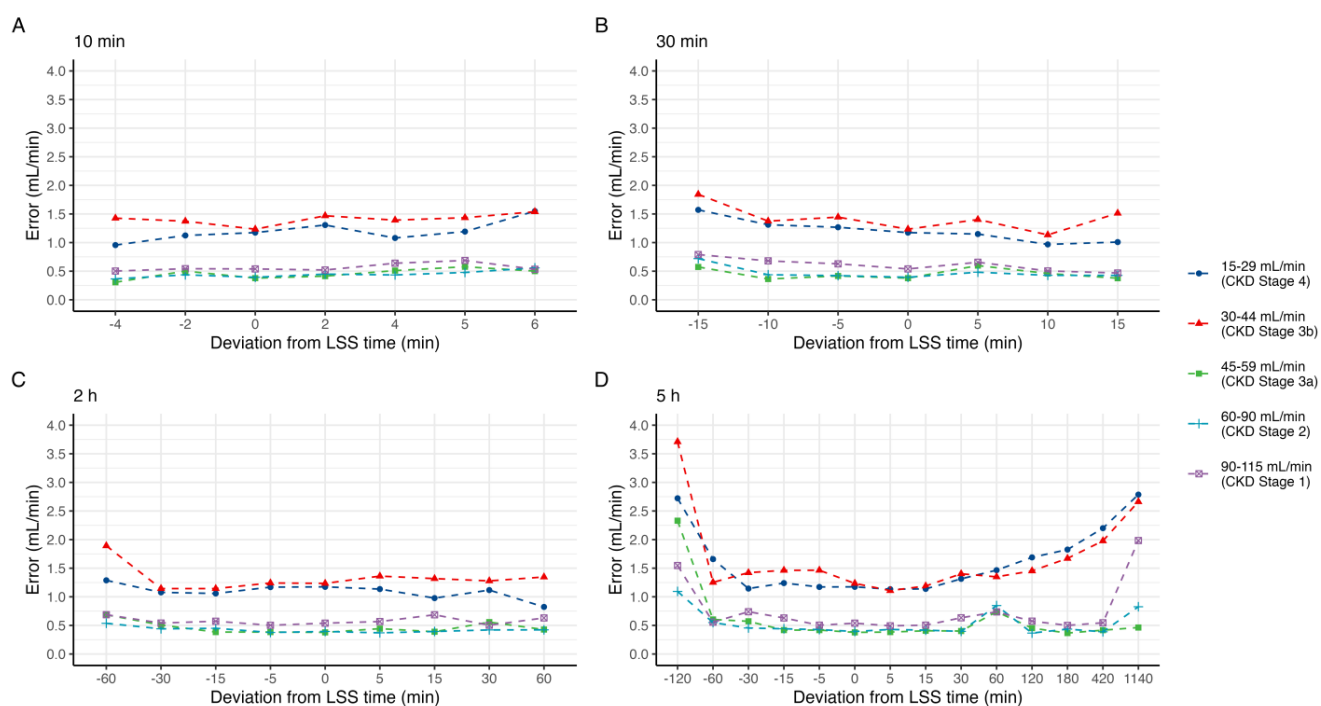 A
10 min
Error (mL/min)
4.0
3.5
3.0
2.5
2.0
1.5
1.0
0.5
0.0
-4 -2 0 2 4 5 6
Deviation from LSS time (min)
B
30 min
Error (mL/min)
4.0
3.5
3.0
2.5
2.0
1.5
1.0
0.5
0.0
-15 -10 -5 0 5 10 15
Deviation from LSS time (min)
C
2 h
Error (mL/min)
4.0
3.5
3.0
2.5
2.0
1.5
1.0
0.5
0.0
-60 -30 -15 -5 0 5 15 30 60
Deviation from LSS time (min)
D
5 h
Error (mL/min)
4.0
3.5
3.0
2.5
2.0
1.5
1.0
0.5
0.0
-120 -60 -30 -15 -5 0 5 15 30 60 120 180 420 1140
Deviation from LSS time (min)
15-29 mL/min
(CKD Stage 4)
30-44 mL/min
(CKD Stage 3b)
45-59 mL/min
(CKD Stage 3a)
60-90 mL/min
(CKD Stage 2)
90-115 mL/min
(CKD Stage 1)